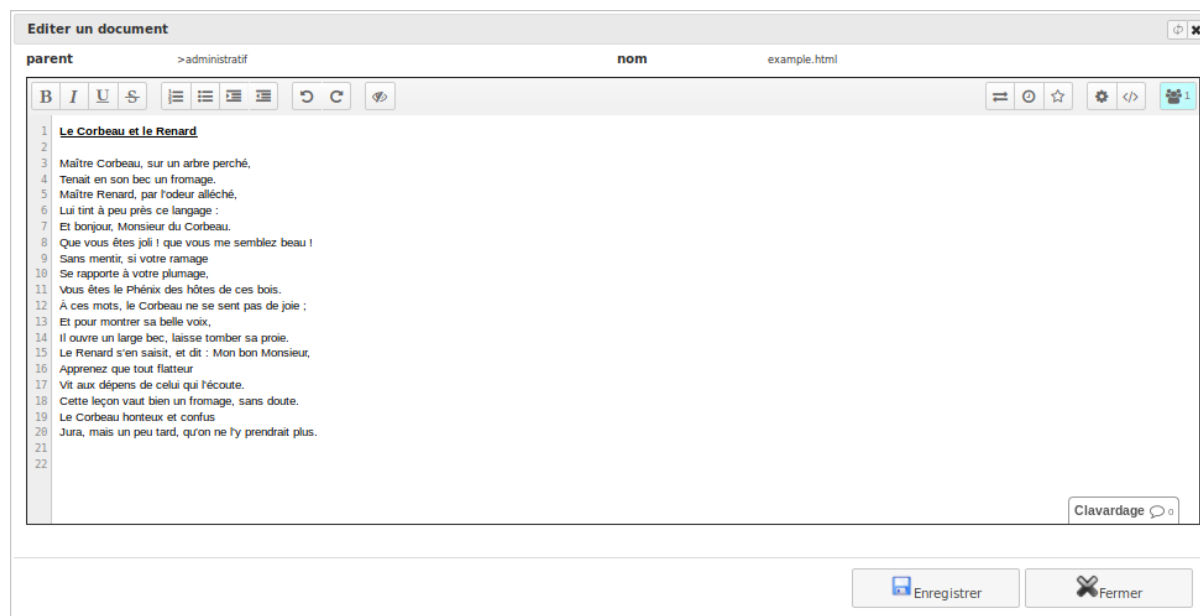 Editer un document
parent >administratif nom example.html
B I U S 1
1 Le Corbeau et le Renard
2
3 Maître Corbeau, sur un arbre perché,
4 Tenait en son bec un fromage.
5 Maître Renard, par l'odeur alléché,
6 Lui tint à peu près ce langage :
7 Et bonjour, Monsieur du Corbeau.
8 Que vous êtes joli ! que vous me semblez beau !
9 Sans mentir, si votre ramage
10 Se rapporte à votre plumage,
11 Vous êtes le Phénix des hôtes de ces bois.
12 À ces mots, le Corbeau ne se sent pas de joie ;
13 Et pour montrer sa belle voix,
14 Il ouvre un large bec, laisse tomber sa proie.
15 Le Renard s'en saisit, et dit : Mon bon Monsieur,
16 Apprenez que tout flatteur
17 Vit aux dépens de celui qui l'écoute.
18 Cette leçon vaut bien un fromage, sans doute.
19 Le Corbeau honteux et confus
20 Jura, mais un peu tard, qu'on ne l'y prendrait plus.
21
22
Clavardage 0
Enregistrer Fermer